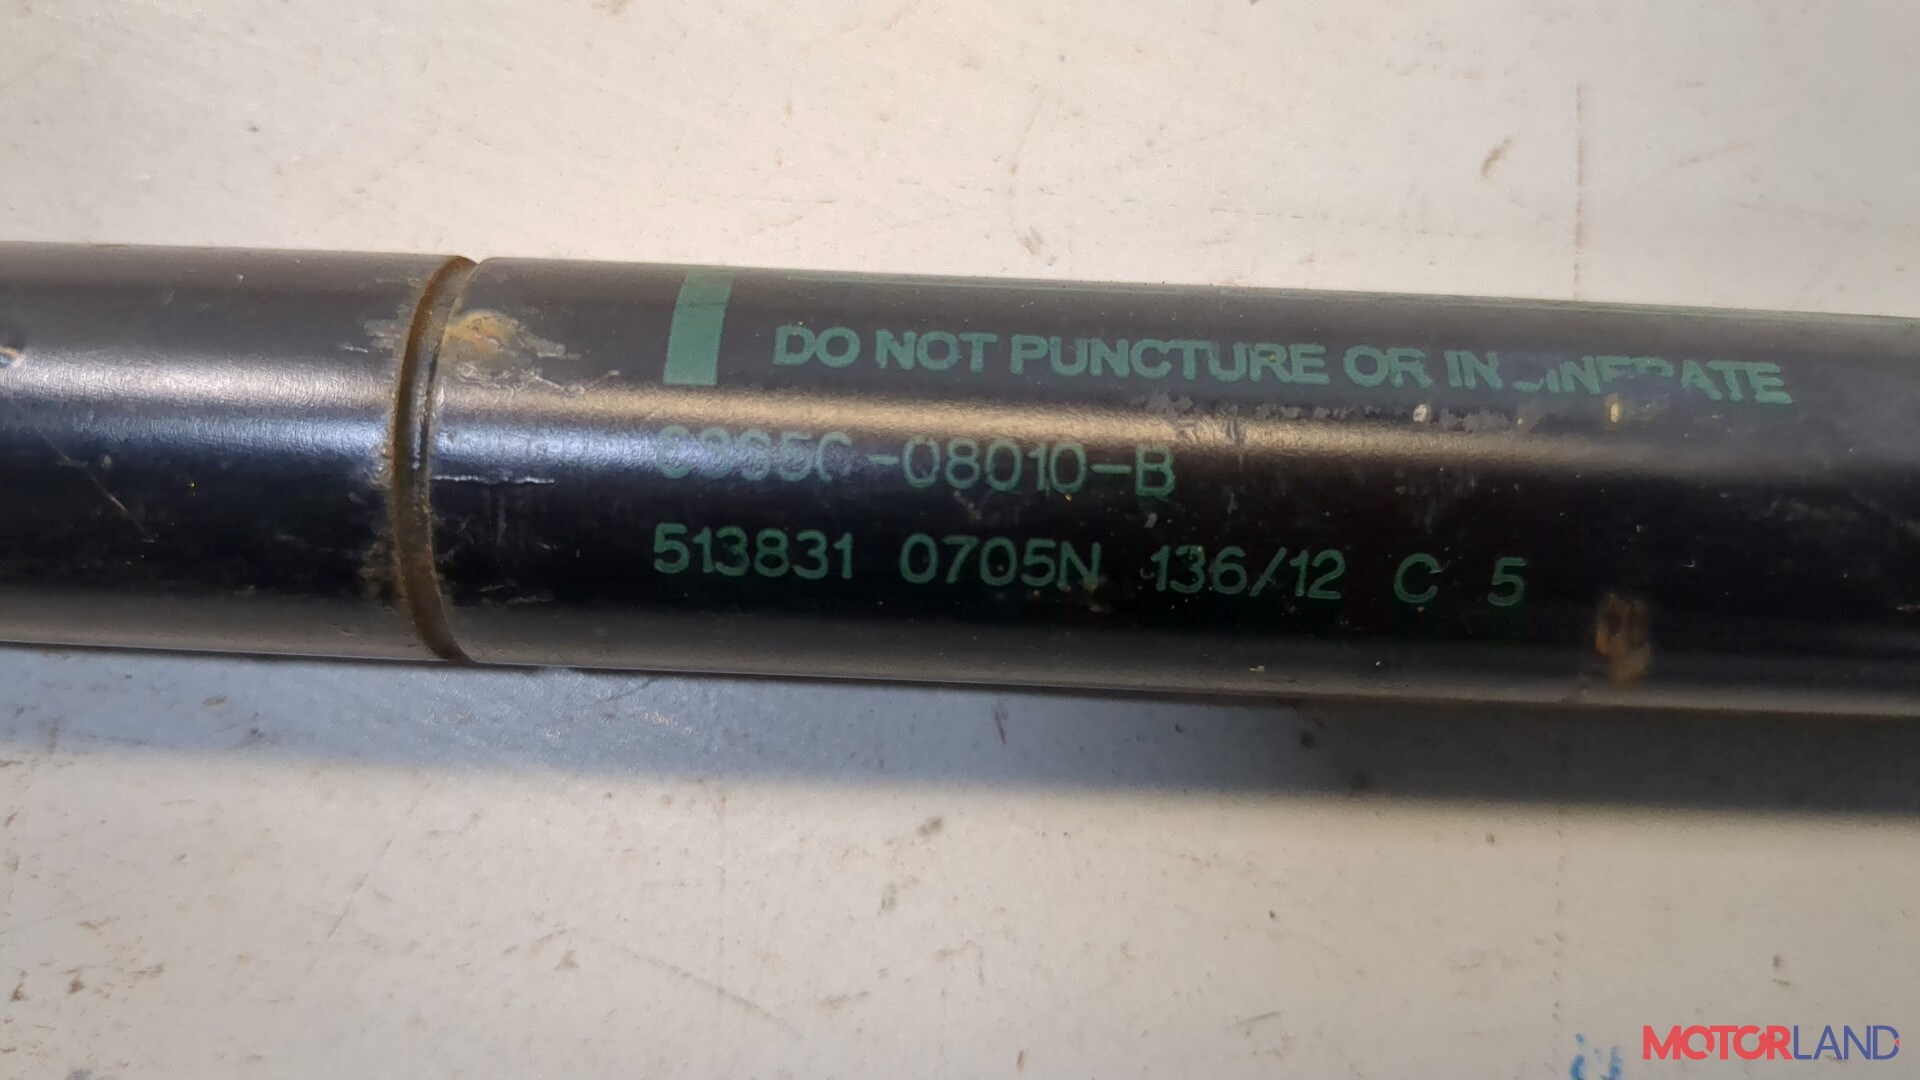 DO NOT PUNCTURE OR INCINERATE
-08010-B
513831 0705N 136/12 C 5
MOTORLAND